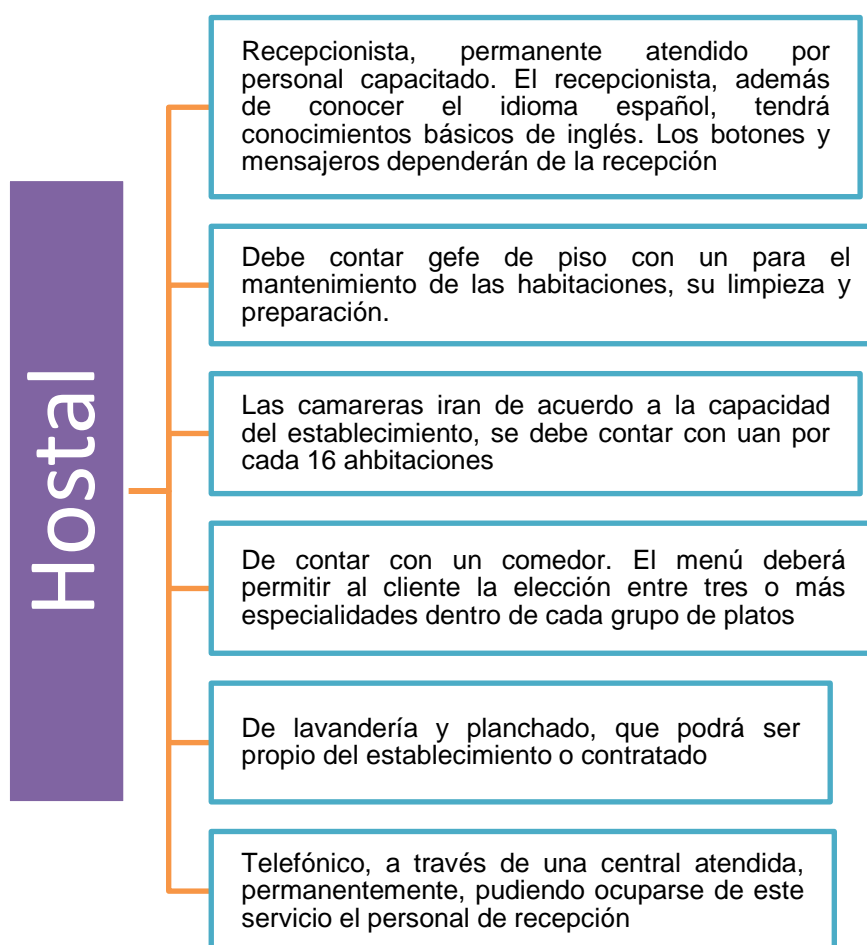 Hostal
Recepcionista, permanente atendido por
personal capacitado. El recepcionista, además
de conocer el idioma español, tendrá
conocimientos básicos de inglés. Los botones y
mensajeros dependerán de la recepción
Debe contar gefe de piso con un para el
mantenimiento de las habitaciones, su limpieza y
preparación.
Las camareras iran de acuerdo a la capacidad
del establecimiento, se debe contar con uan por
cada 16 ahbitaciones
De contar con un comedor. El menú deberá
permitir al cliente la elección entre tres o más
especialidades dentro de cada grupo de platos
De lavandería y planchado, que podrá ser
propio del establecimiento o contratado
Telefónico, a través de una central atendida,
permanentemente, pudiendo ocuparse de este
servicio el personal de recepción